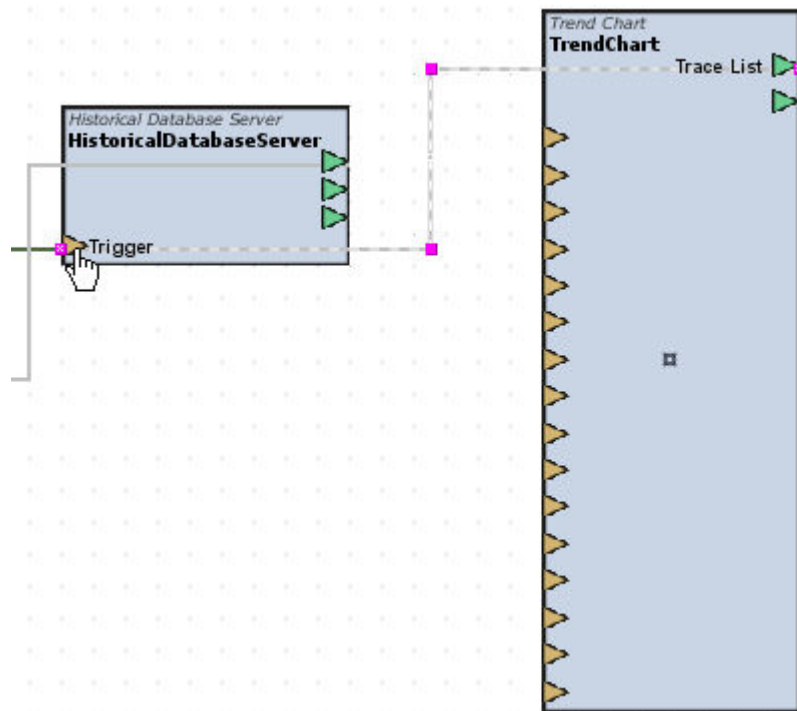 Historical Database Server
HistoricalDatabaseServer
Trigger
Trend Chart
TrendChart
Trace List